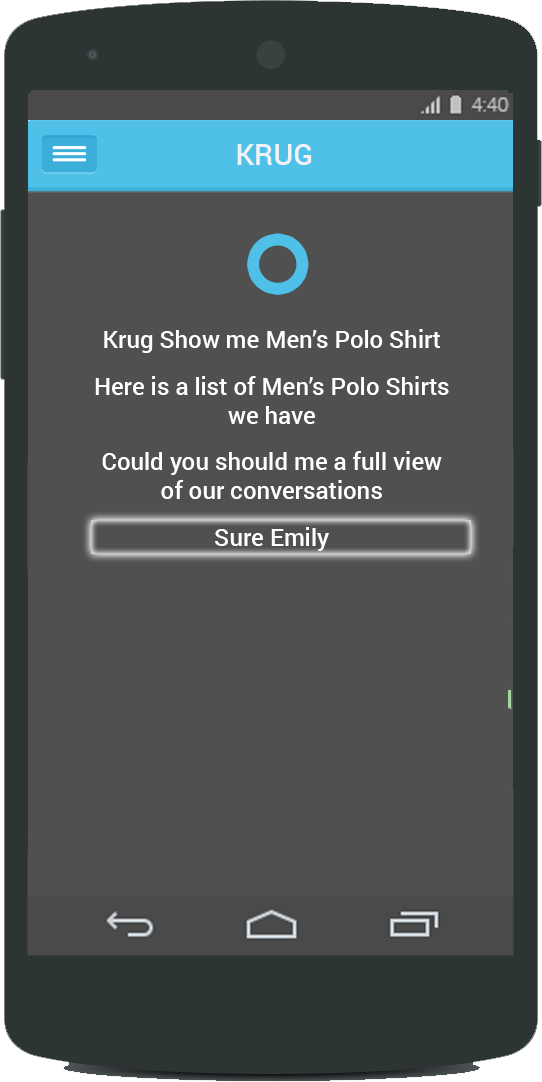 4:40
KRUG
Krug Show me Men’s Polo Shirt
Here is a list of Men’s Polo Shirts
we have
Could you should me a full view
of our conversations
Sure Emily